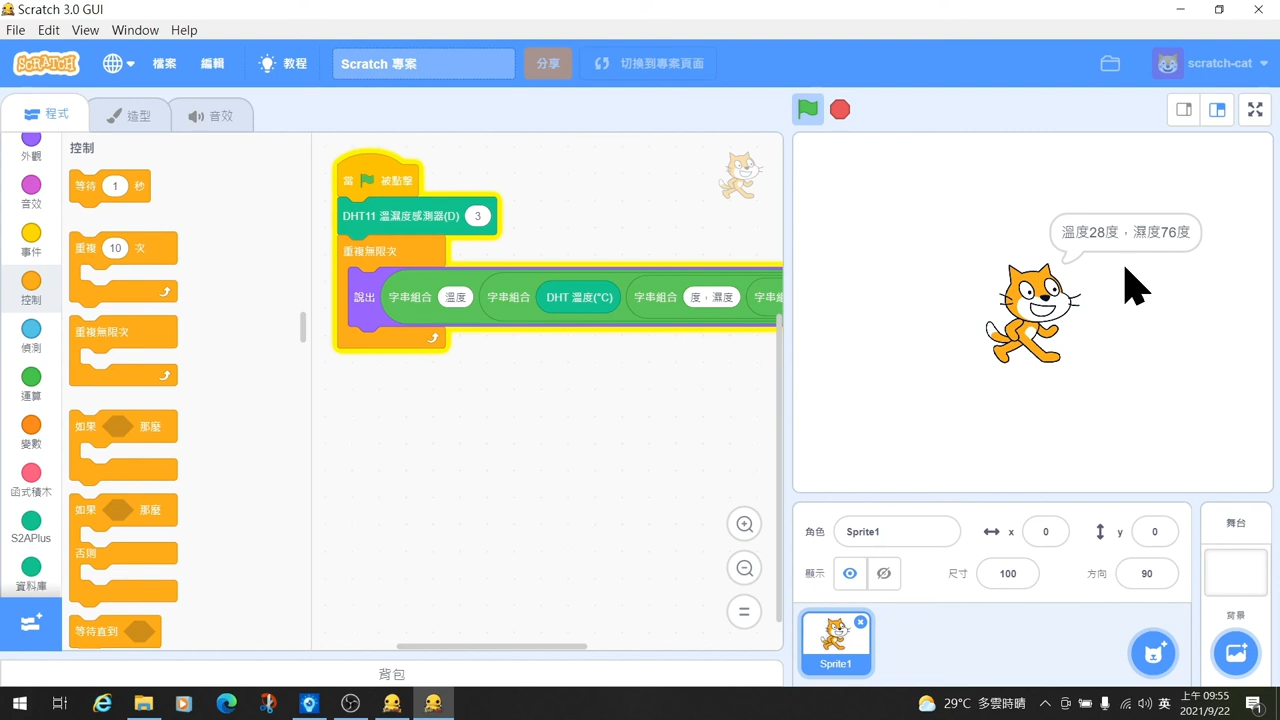 Scratch 3.0 GUI
File Edit View Window Help
SCRATCH 檔案 編輯 教程 Scratch 專案 分享 切換到專案頁面 scratch-cat
程式 造型 音效
外觀
音效
事件
控制
偵測
運算
變數
函式積木
S2APlus
資料庫
控制
等待 1 秒
重複 10 次
重複無限次
如果 那麼
如果 那麼
否則
等待直到
當 被點擊
DHT11 溫濕度感測器(D) 3
重複無限次
說出 字串組合 溫度 字串組合 DHT 溫度(°C) 字串組合 度,濕度 字串組
背包
溫度28度,濕度76度
角色 Sprite1 x 0 y 0
顯示 尺寸 100 方向 90
Sprite1
舞台
背景
29°C 多雲時晴 英 上午 09:55
2021/9/22
1